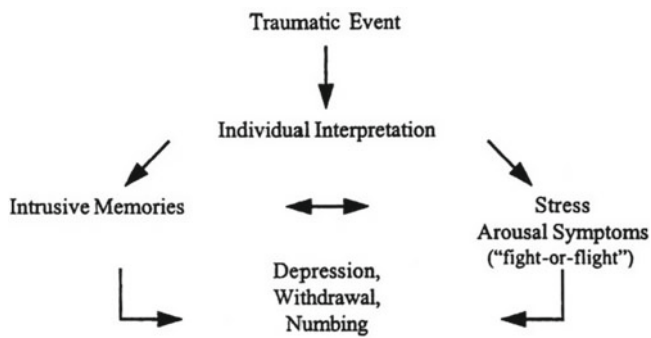 Traumatic Event
Individual Interpretation
Intrusive Memories
Stress
Arousal Symptoms
(“fight-or-flight”)
Depression,
Withdrawal,
Numbing